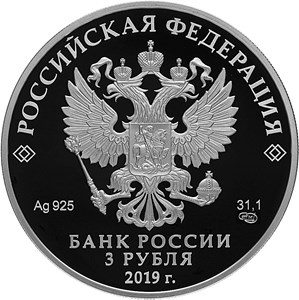 РОССИЙСКАЯ ФЕДЕРАЦИЯ
Ag 925
31,1
БАНК РОССИИ
3 РУБЛЯ
2019 г.